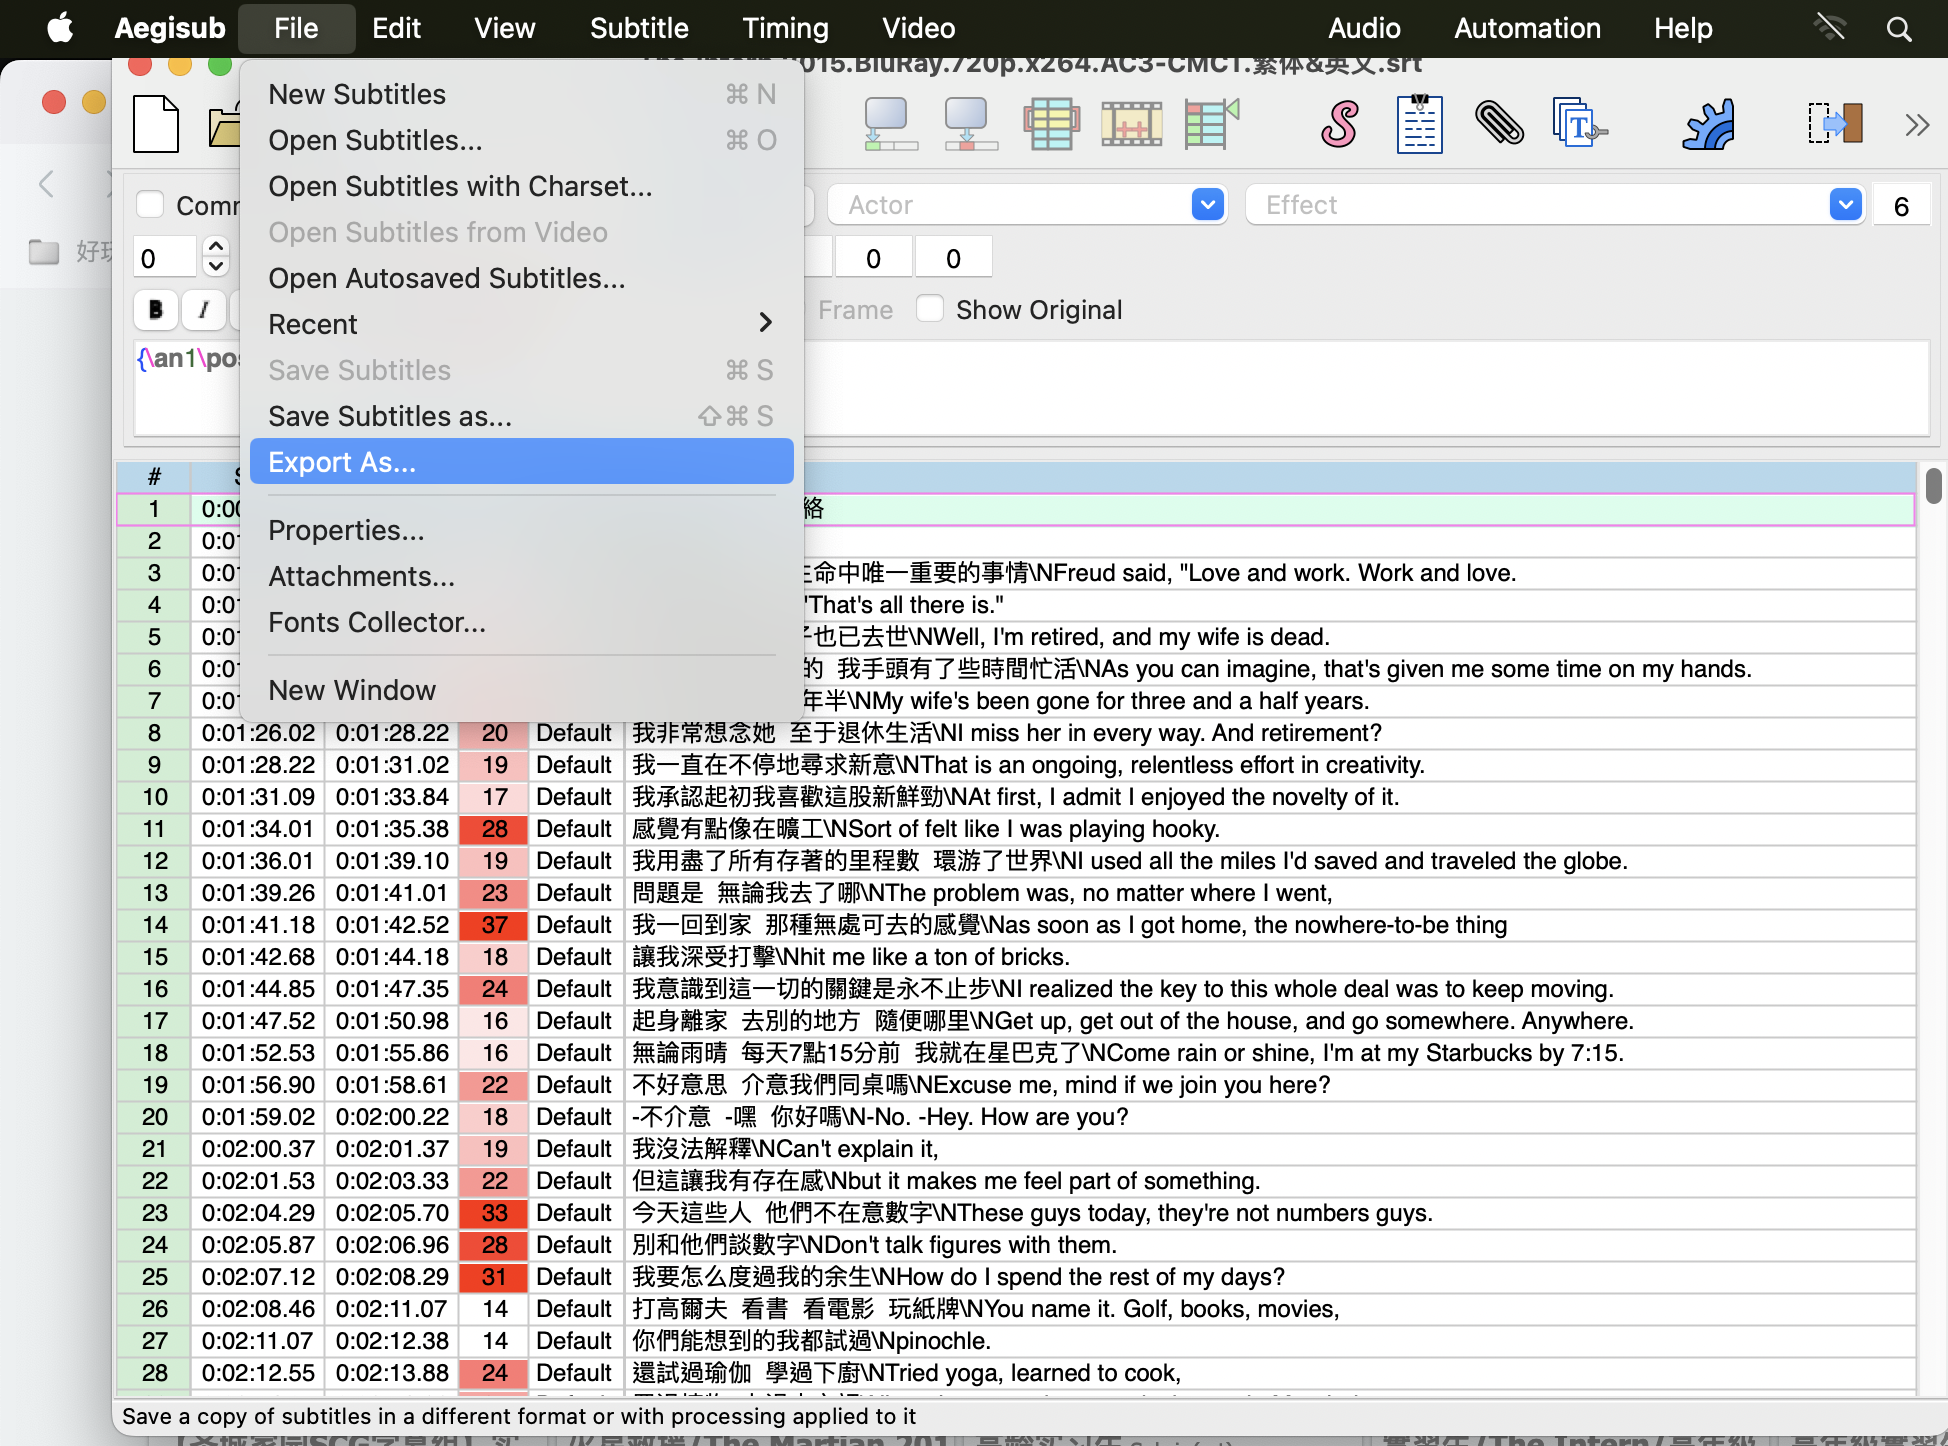 Aegisub File Edit View Subtitle Timing Video Audio Automation Help
015.BluRay.720p.x264.AC3-CMCT.繁体&英文.srt
New Subtitles ⌘ N
Open Subtitles... ⌘ O
Open Subtitles with Charset...
Open Subtitles from Video
Open Autosaved Subtitles...
Recent
Save Subtitles ⌘ S
Save Subtitles as... ⇧⌘ S
Export As...
Properties...
Attachments...
Fonts Collector...
New Window
Actor Effect 6
0 0 0
B I Frame Show Original
{\an1\pos
#
1 0:00 絡
2 0:01
3 0:01 命中唯一重要的事情\NFreud said, "Love and work. Work and love.
4 0:01 "That's all there is."
5 0:01 也已去世\NWell, I'm retired, and my wife is dead.
6 0:01 的 我手頭有了些時間忙活\NAs you can imagine, that's given me some time on my hands.
7 0:01 年半\NMy wife's been gone for three and a half years.
8 0:01:26.02 0:01:28.22 20 Default 我非常想念她 至于退休生活\NI miss her in every way. And retirement?
9 0:01:28.22 0:01:31.02 19 Default 我一直在不停地尋求新意\NThat is an ongoing, relentless effort in creativity.
10 0:01:31.09 0:01:33.84 17 Default 我承認起初我喜歡這股新鮮勁\NAt first, I admit I enjoyed the novelty of it.
11 0:01:34.01 0:01:35.38 28 Default 感覺有點像在曠工\NSort of felt like I was playing hooky.
12 0:01:36.01 0:01:39.10 19 Default 我用盡了所有存著的里程數 環游了世界\NI used all the miles I'd saved and traveled the globe.
13 0:01:39.26 0:01:41.01 23 Default 問題是 無論我去了哪\NThe problem was, no matter where I went,
14 0:01:41.18 0:01:42.52 37 Default 我一回到家 那種無處可去的感覺\Nas soon as I got home, the nowhere-to-be thing
15 0:01:42.68 0:01:44.18 18 Default 讓我深受打擊\Nhit me like a ton of bricks.
16 0:01:44.85 0:01:47.35 24 Default 我意識到這一切的關鍵是永不止步\NI realized the key to this whole deal was to keep moving.
17 0:01:47.52 0:01:50.98 16 Default 起身離家 去別的地方 隨便哪里\NGet up, get out of the house, and go somewhere. Anywhere.
18 0:01:52.53 0:01:55.86 16 Default 無論雨晴 每天7點15分前 我就在星巴克了\NCome rain or shine, I'm at my Starbucks by 7:15.
19 0:01:56.90 0:01:58.61 22 Default 不好意思 介意我們同桌嗎\NExcuse me, mind if we join you here?
20 0:01:59.02 0:02:00.22 18 Default -不介意 -嘿 你好嗎\N-No. -Hey. How are you?
21 0:02:00.37 0:02:01.37 19 Default 我沒法解釋\NCan't explain it,
22 0:02:01.53 0:02:03.33 22 Default 但這讓我有存在感\Nbut it makes me feel part of something.
23 0:02:04.29 0:02:05.70 33 Default 今天這些人 他們不在意數字\NThese guys today, they're not numbers guys.
24 0:02:05.87 0:02:06.96 28 Default 別和他們談數字\NDon't talk figures with them.
25 0:02:07.12 0:02:08.29 31 Default 我要怎么度過我的余生\NHow do I spend the rest of my days?
26 0:02:08.46 0:02:11.07 14 Default 打高爾夫 看書 看電影 玩紙牌\NYou name it. Golf, books, movies,
27 0:02:11.07 0:02:12.38 14 Default 你們能想到的我都試過\Npinochle.
28 0:02:12.55 0:02:13.88 24 Default 還試過瑜伽 學過下廚\NTried yoga, learned to cook,
Save a copy of subtitles in a different format or with processing applied to it